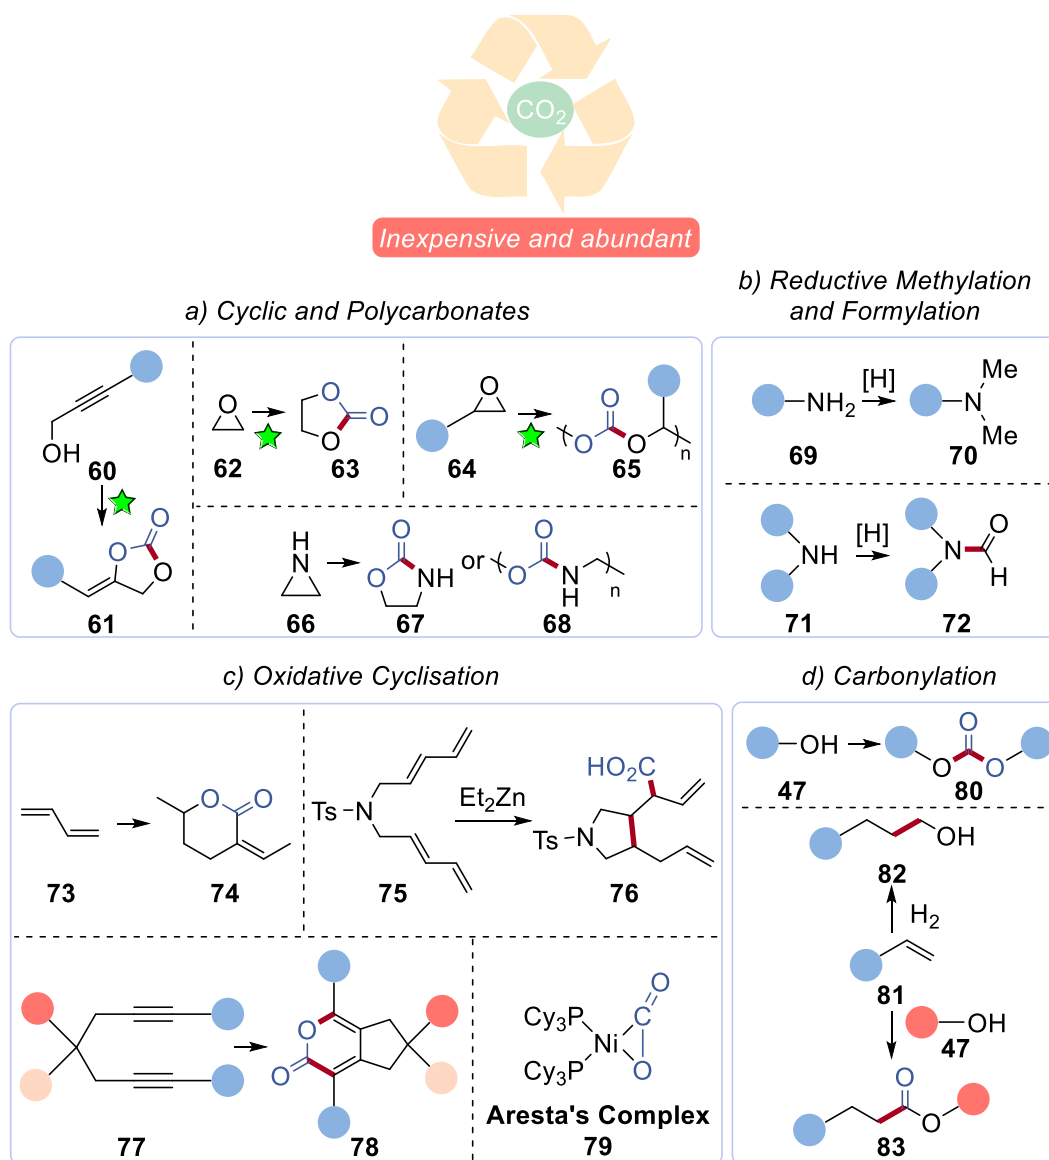 CO2
Inexpensive and abundant
a) Cyclic and Polycarbonates
OH
60
O
O
O
61
O
62
O
O
O
63
O
64
O
O
O
n
65
H
N
66
O
O
NH
67
or
O
O
N
H
n
68
b) Reductive Methylation
and Formylation
NH2
69
[H]
Me
N
Me
70
NH
71
[H]
O
N
H
72
c) Oxidative Cyclisation
73
O
O
74
Ts
N
75
Et2Zn
HO2C
Ts
N
76
77
O
O
78
O
C
Cy3P
Ni
Cy3P
O
Aresta's Complex
79
d) Carbonylation
OH
47
O
O
O
80
OH
82
H2
81
OH
47
O
O
83